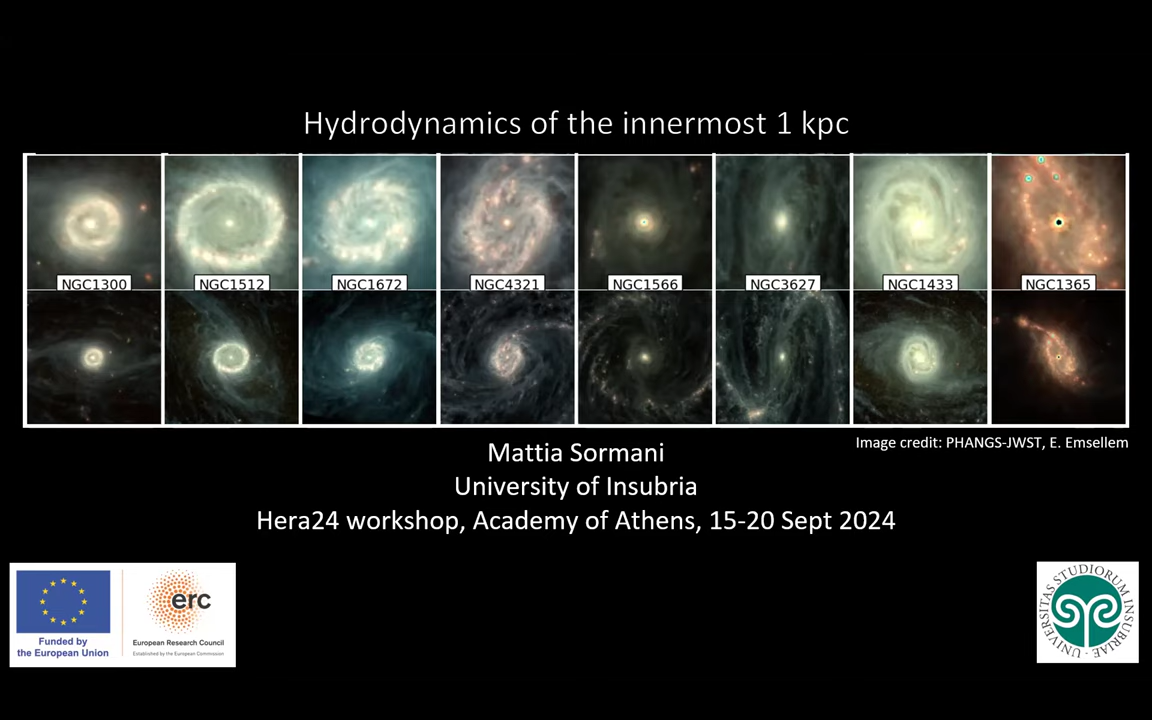 Hydrodynamics of the innermost 1 kpc
NGC1300
NGC1512
NGC1672
NGC4321
NGC1566
NGC3627
NGC1433
NGC1365
Image credit: PHANGS-JWST, E. Emsellem
Mattia Sormani
University of Insubria
Hera24 workshop, Academy of Athens, 15-20 Sept 2024
Funded by
the European Union
erc
European Research Council
Established by the European Commission
UNIVERSITAS STUDIORUM INSUBRIAE